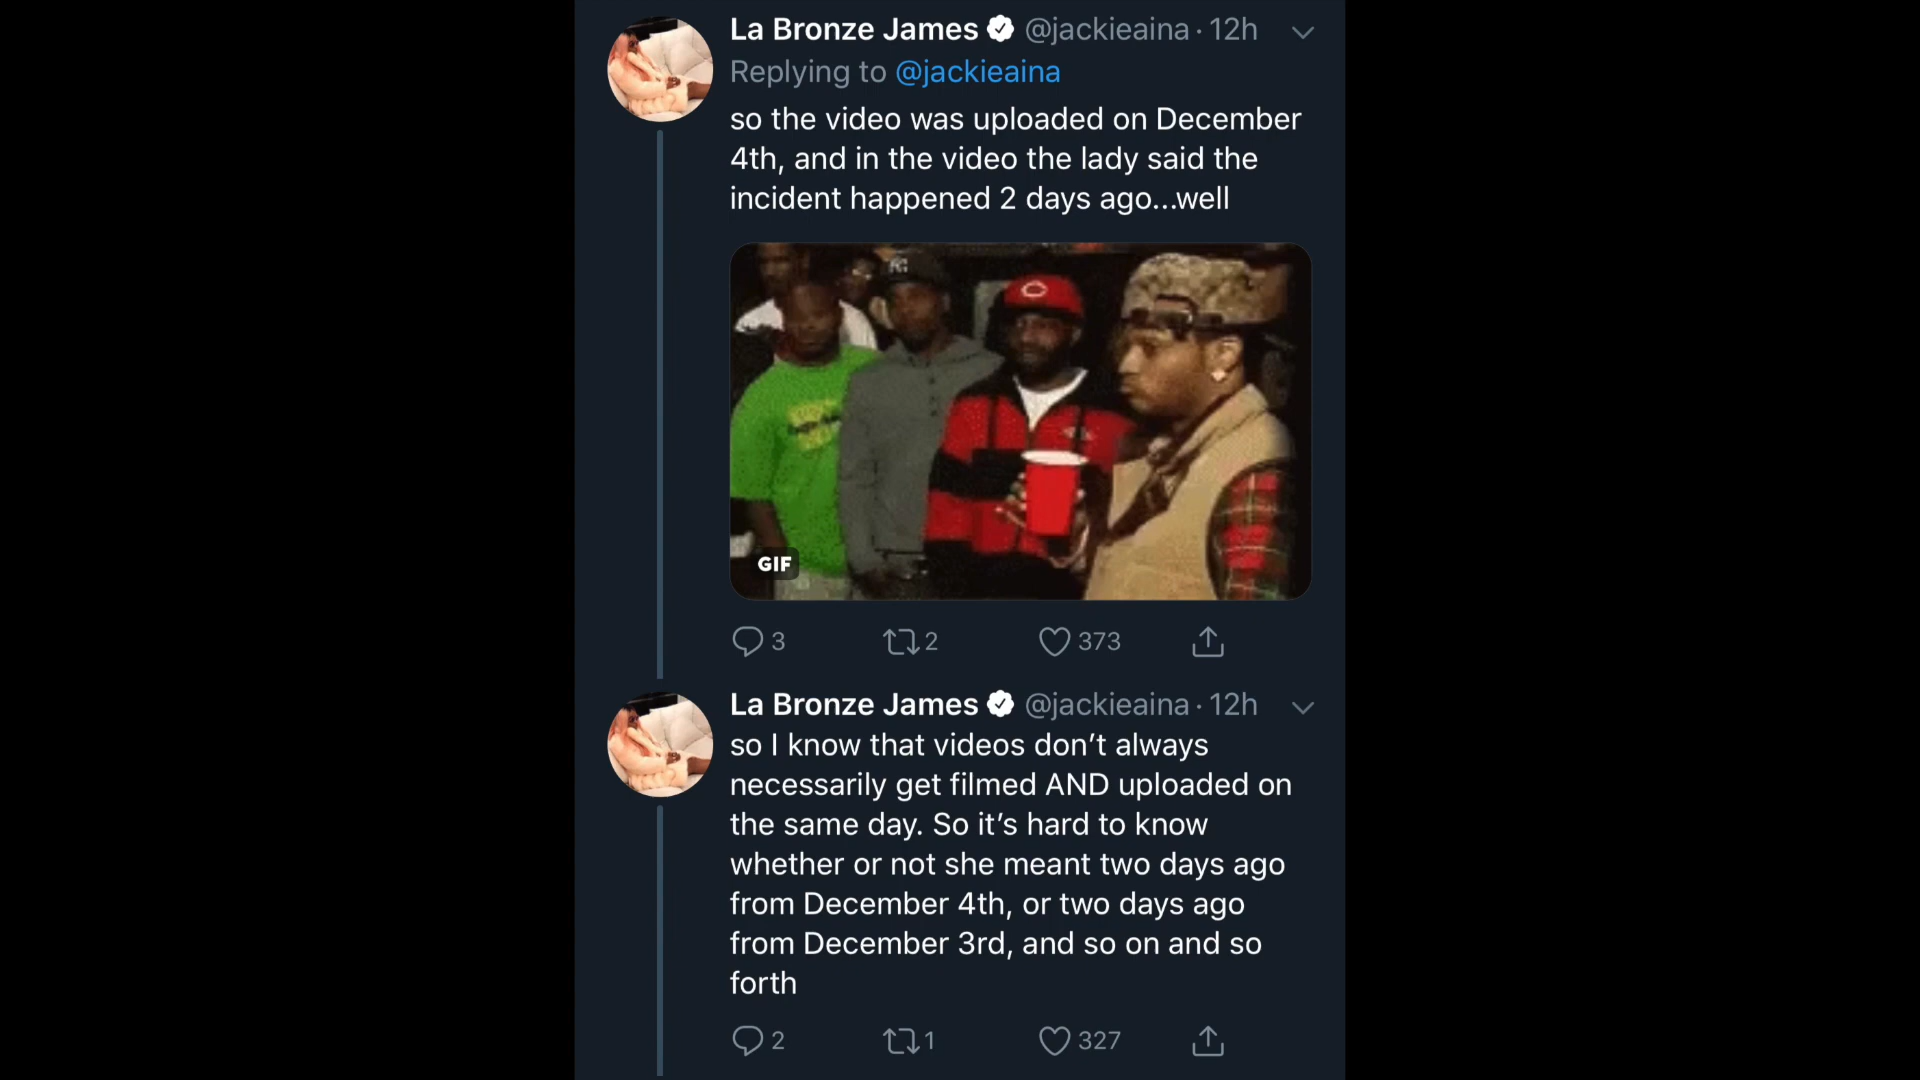 La Bronze James @jackieaina · 12h
Replying to @jackieaina
so the video was uploaded on December
4th, and in the video the lady said the
incident happened 2 days ago...well
GIF
3 2 373
La Bronze James @jackieaina · 12h
so I know that videos don’t always
necessarily get filmed AND uploaded on
the same day. So it’s hard to know
whether or not she meant two days ago
from December 4th, or two days ago
from December 3rd, and so on and so
forth
2 1 327